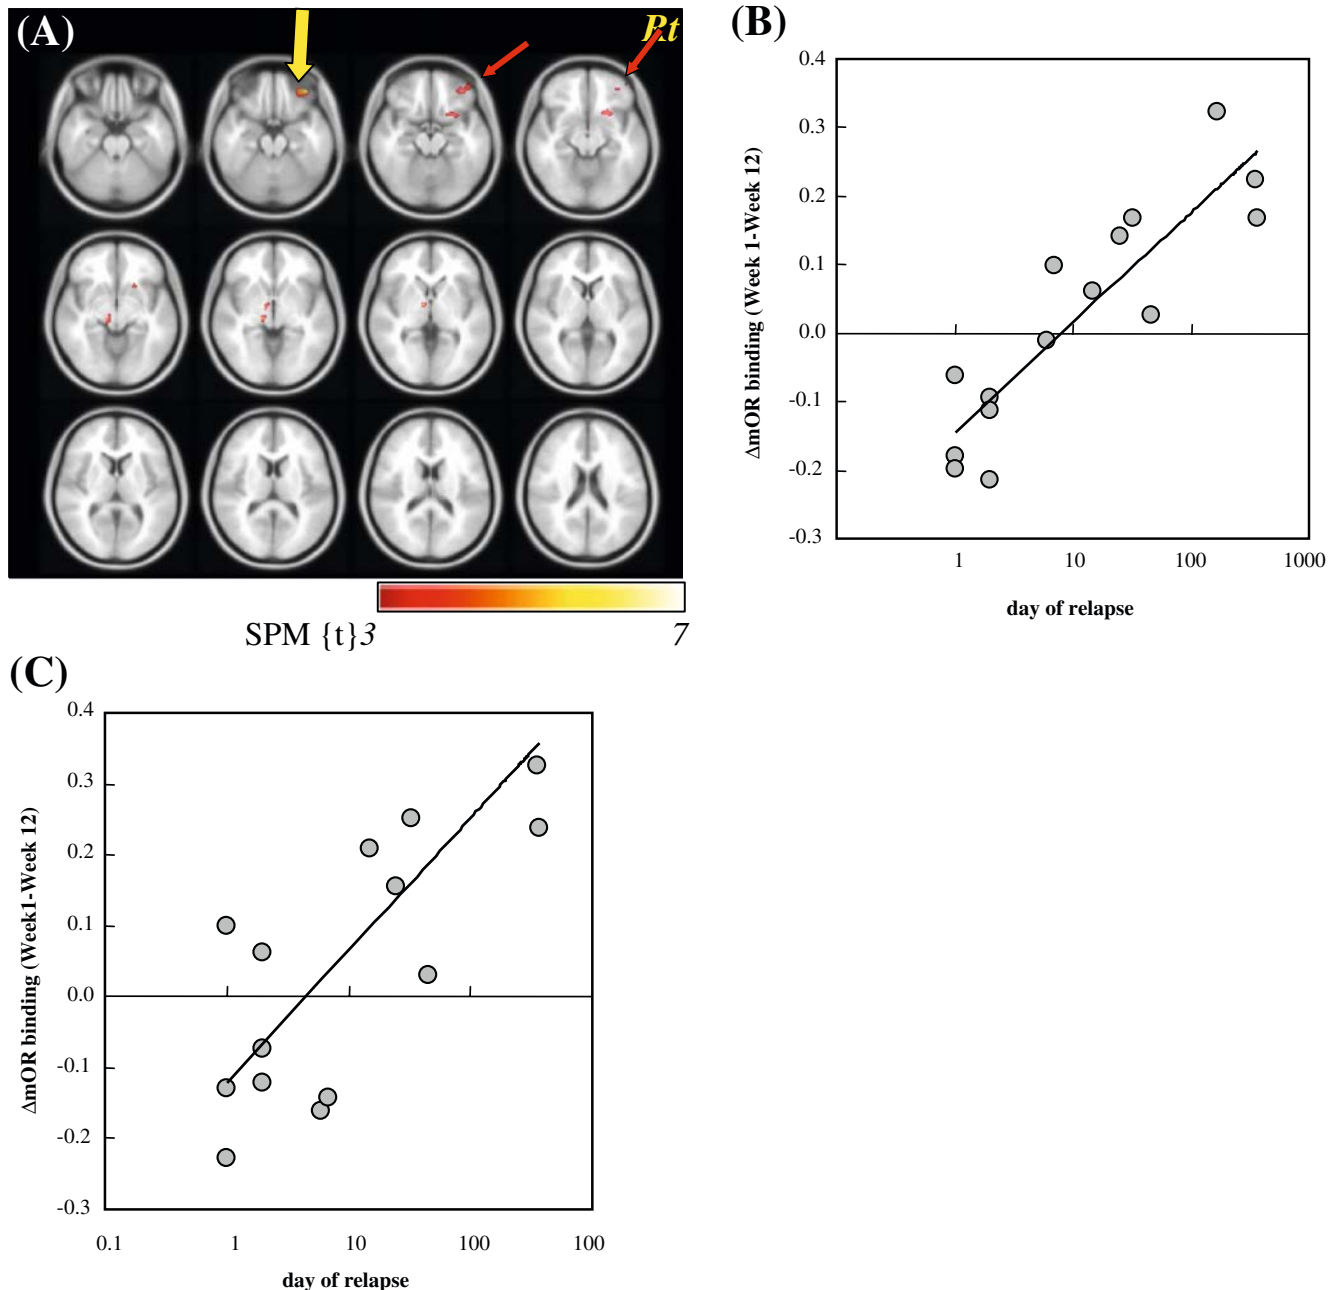 (A)
Rt
SPM {t}3
7
(B)
0.4
0.3
0.2
0.1
0.0
-0.1
-0.2
-0.3
ΔmOR binding (Week 1-Week 12)
1
10
100
1000
day of relapse
(C)
0.4
0.3
0.2
0.1
0.0
-0.1
-0.2
-0.3
ΔmOR binding (Week1-Week 12)
0.1
1
10
100
100
day of relapse